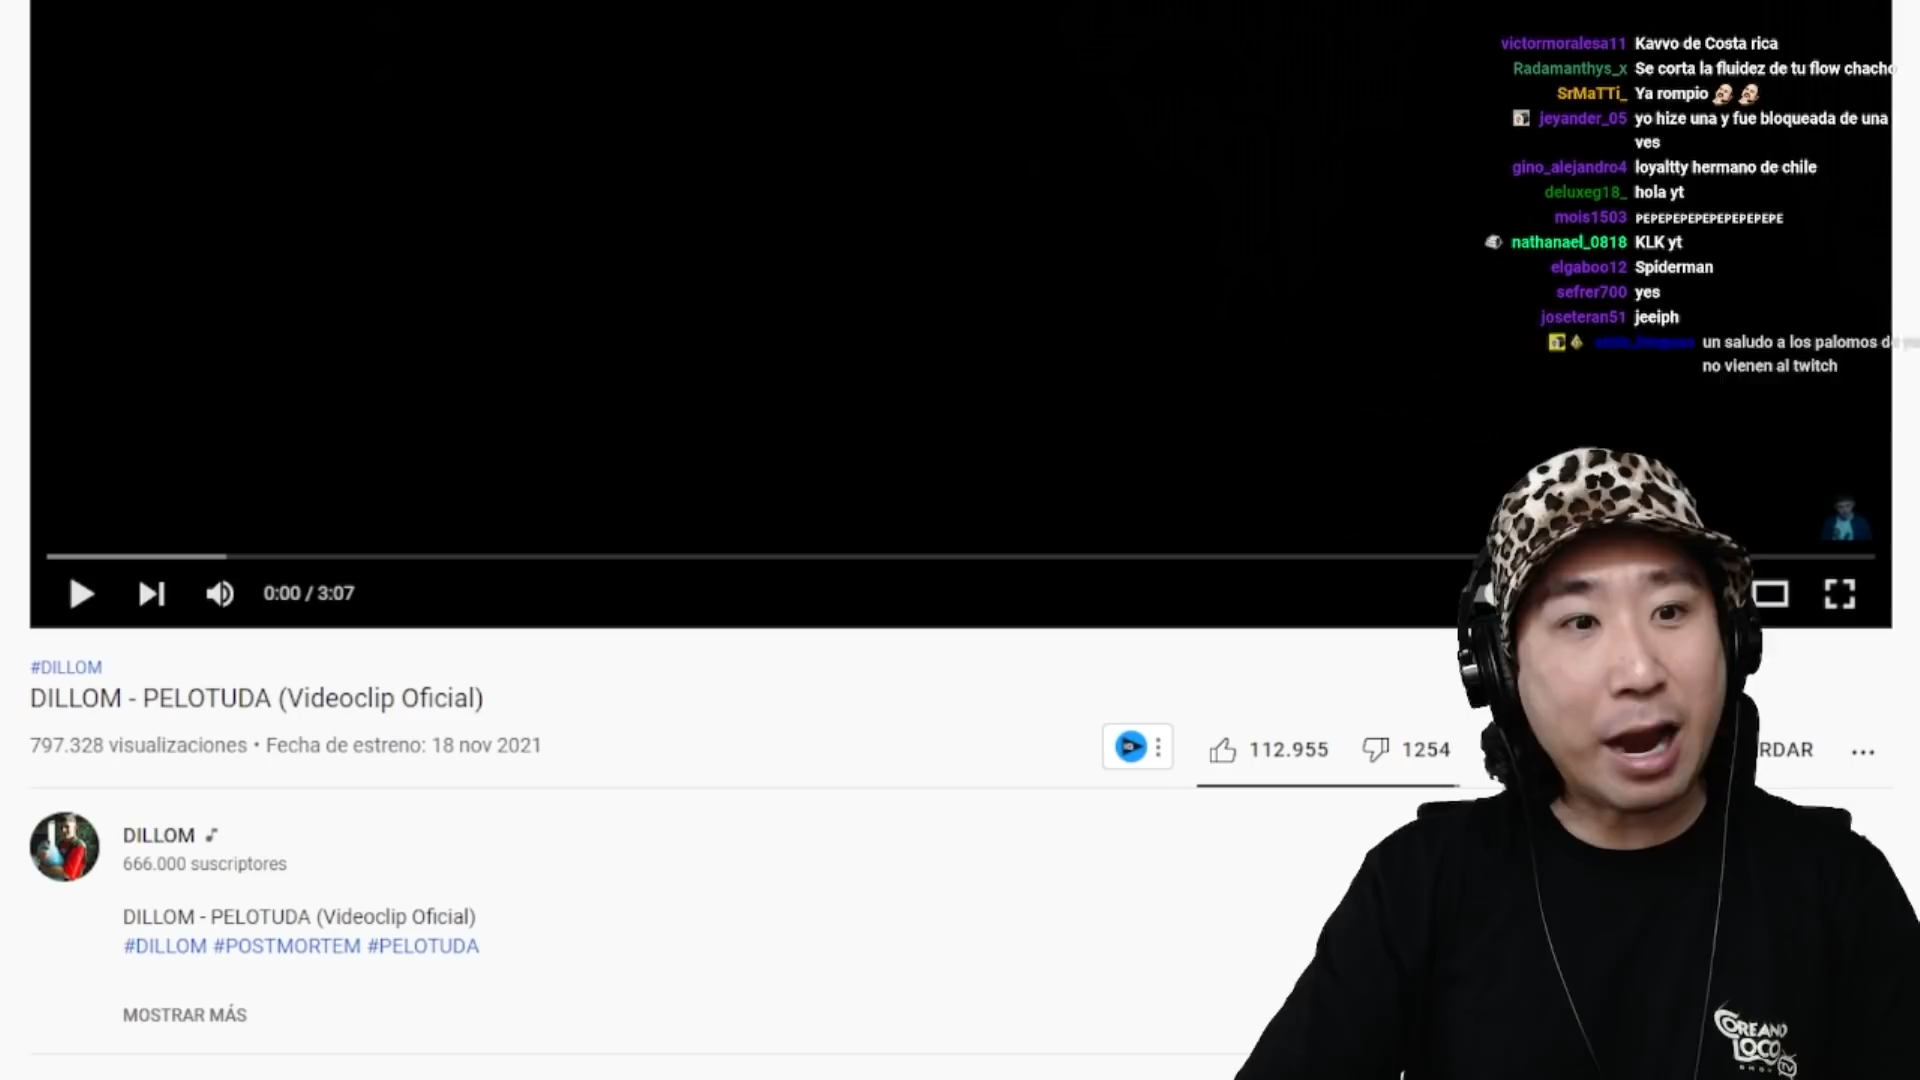 victormoralesa11 Kavvo de Costa rica
Radamanthys_x Se corta la fluidez de tu flow chacho
SrMaTTi_ Ya rompio
jeyander_05 yo hize una y fue bloqueada de una
ves
gino_alejandro4 loyaltty hermano de chile
deluxeg18_ hola yt
mois1503 PEPEPEPEPEPEPEPEPEPE
nathanael_0818 KLK yt
elgaboo12 Spiderman
sefrer700 yes
joseteran51 jeeiph
un saludo a los palomos de
no vienen al twitch
0:00 / 3:07
#DILLOM
DILLOM - PELOTUDA (Videoclip Oficial)
797.328 visualizaciones • Fecha de estreno: 18 nov 2021
112.955 1254 RDAR
DILLOM
666.000 suscriptores
DILLOM - PELOTUDA (Videoclip Oficial)
#DILLOM #POSTMORTEM #PELOTUDA
MOSTRAR MÁS
COREANO
LOCO
TV